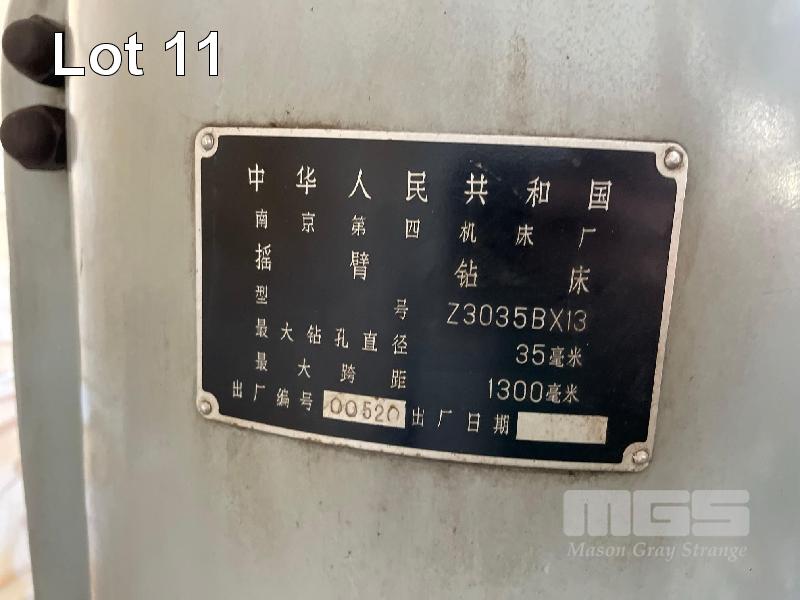 Lot 11
中华人民共和国
南京第四机床厂
摇臂钻床
型号 Z3035BX13
最大钻孔直径 35毫米
最大跨距 1300毫米
出厂编号 00520 出厂日期
MGS
Mason Gray Strange